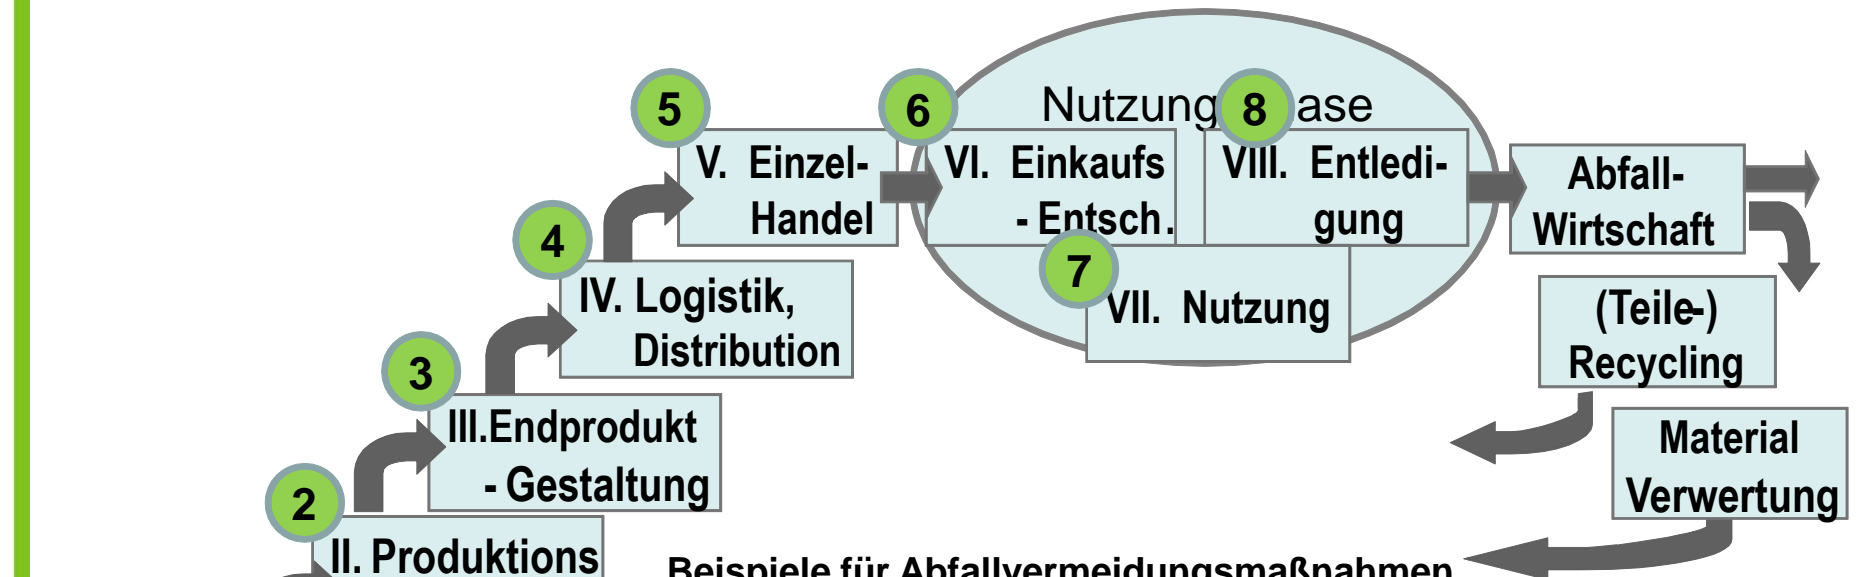 Nutzung ase
5
6
8
V. Einzel-
Handel
VI. Einkaufs
- Entsch.
VIII. Entledi-
gung
Abfall-
Wirtschaft
4
7
IV. Logistik,
Distribution
VII. Nutzung
(Teile-)
Recycling
3
III.Endprodukt
- Gestaltung
Material
Verwertung
2
II. Produktions
Beispiele für Abfallvermeidungsmaßnahmen